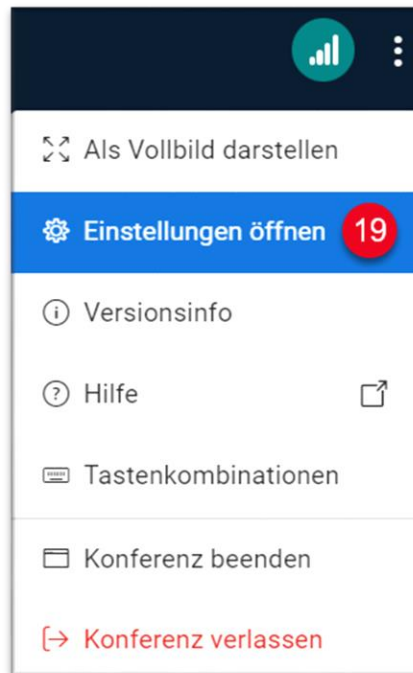 Als Vollbild darstellen
Einstellungen öffnen 19
Versionsinfo
Hilfe
Tastenkombinationen
Konferenz beenden
Konferenz verlassen